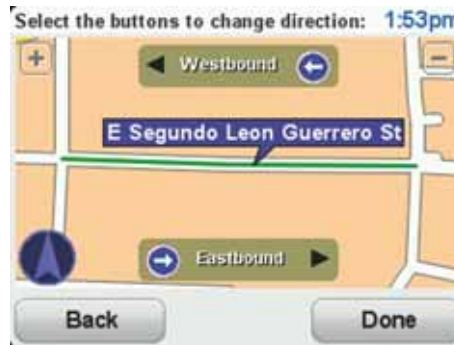 Select the buttons to change direction: 1:53pm
+ −
Westbound
E Segundo Leon Guerrero St
Eastbound
Back Done